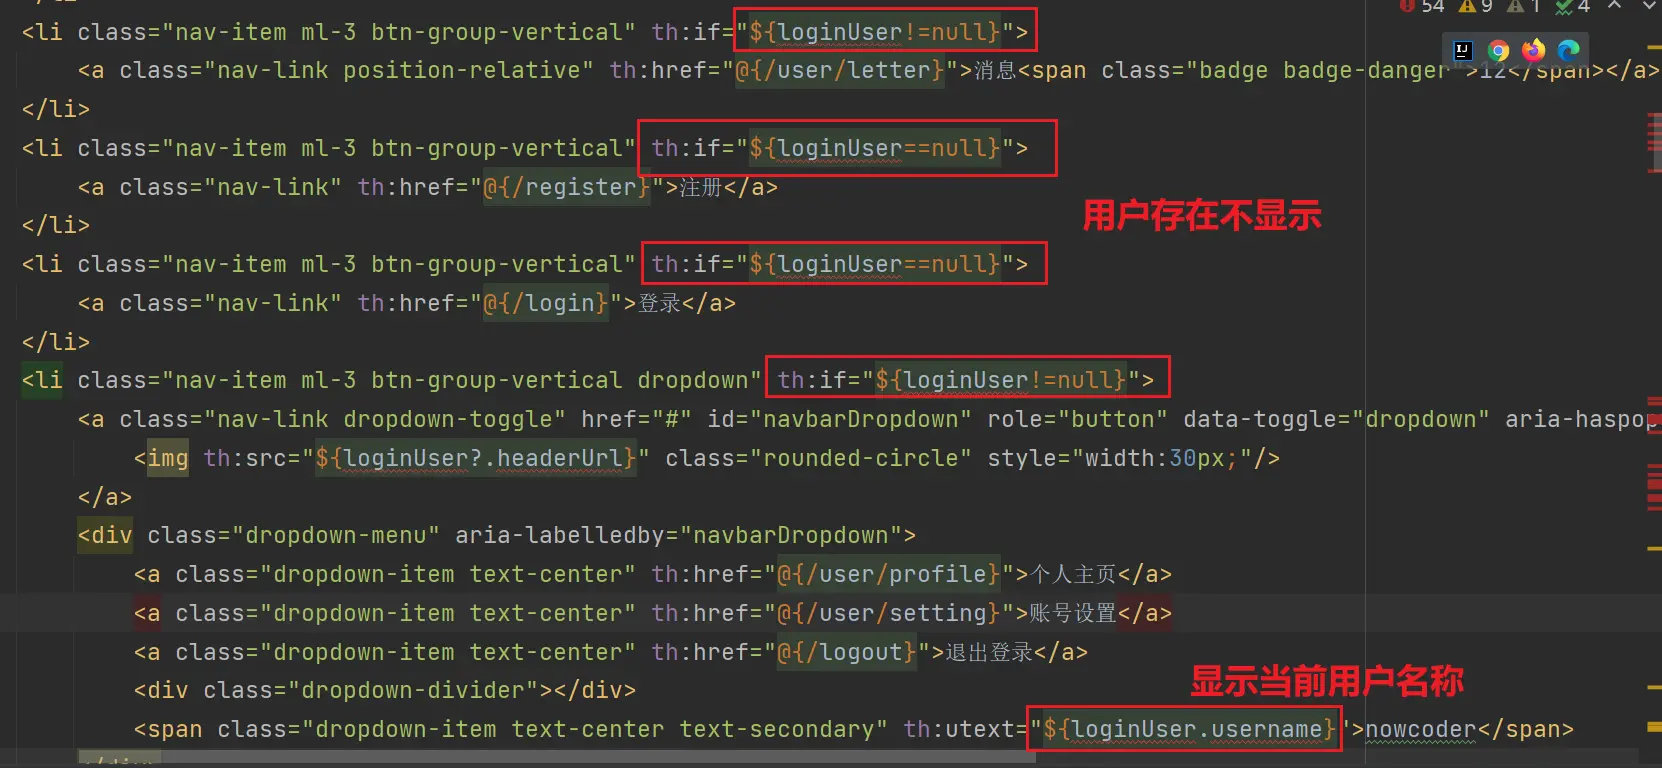 </li>
54 9 1 4
<li class="nav-item ml-3 btn-group-vertical" th:if="${loginUser!=null}">
<a class="nav-link position-relative" th:href="@{/user/letter}">消息<span class="badge badge-danger">12</span></a>
</li>
<li class="nav-item ml-3 btn-group-vertical" th:if="${loginUser==null}">
<a class="nav-link" th:href="@{/register}">注册</a>
用户存在不显示
</li>
<li class="nav-item ml-3 btn-group-vertical" th:if="${loginUser==null}">
<a class="nav-link" th:href="@{/login}">登录</a>
</li>
<li class="nav-item ml-3 btn-group-vertical dropdown" th:if="${loginUser!=null}">
<a class="nav-link dropdown-toggle" href="#" id="navbarDropdown" role="button" data-toggle="dropdown" aria-haspop
<img th:src="${loginUser?.headerUrl}" class="rounded-circle" style="width:30px;"/>
</a>
<div class="dropdown-menu" aria-labelledby="navbarDropdown">
<a class="dropdown-item text-center" th:href="@{/user/profile}">个人主页</a>
<a class="dropdown-item text-center" th:href="@{/user/setting}">账号设置</a>
<a class="dropdown-item text-center" th:href="@{/logout}">退出登录</a>
<div class="dropdown-divider"></div>
显示当前用户名称
<span class="dropdown-item text-center text-secondary" th:utext="${loginUser.username}">nowcoder</span>
</div>